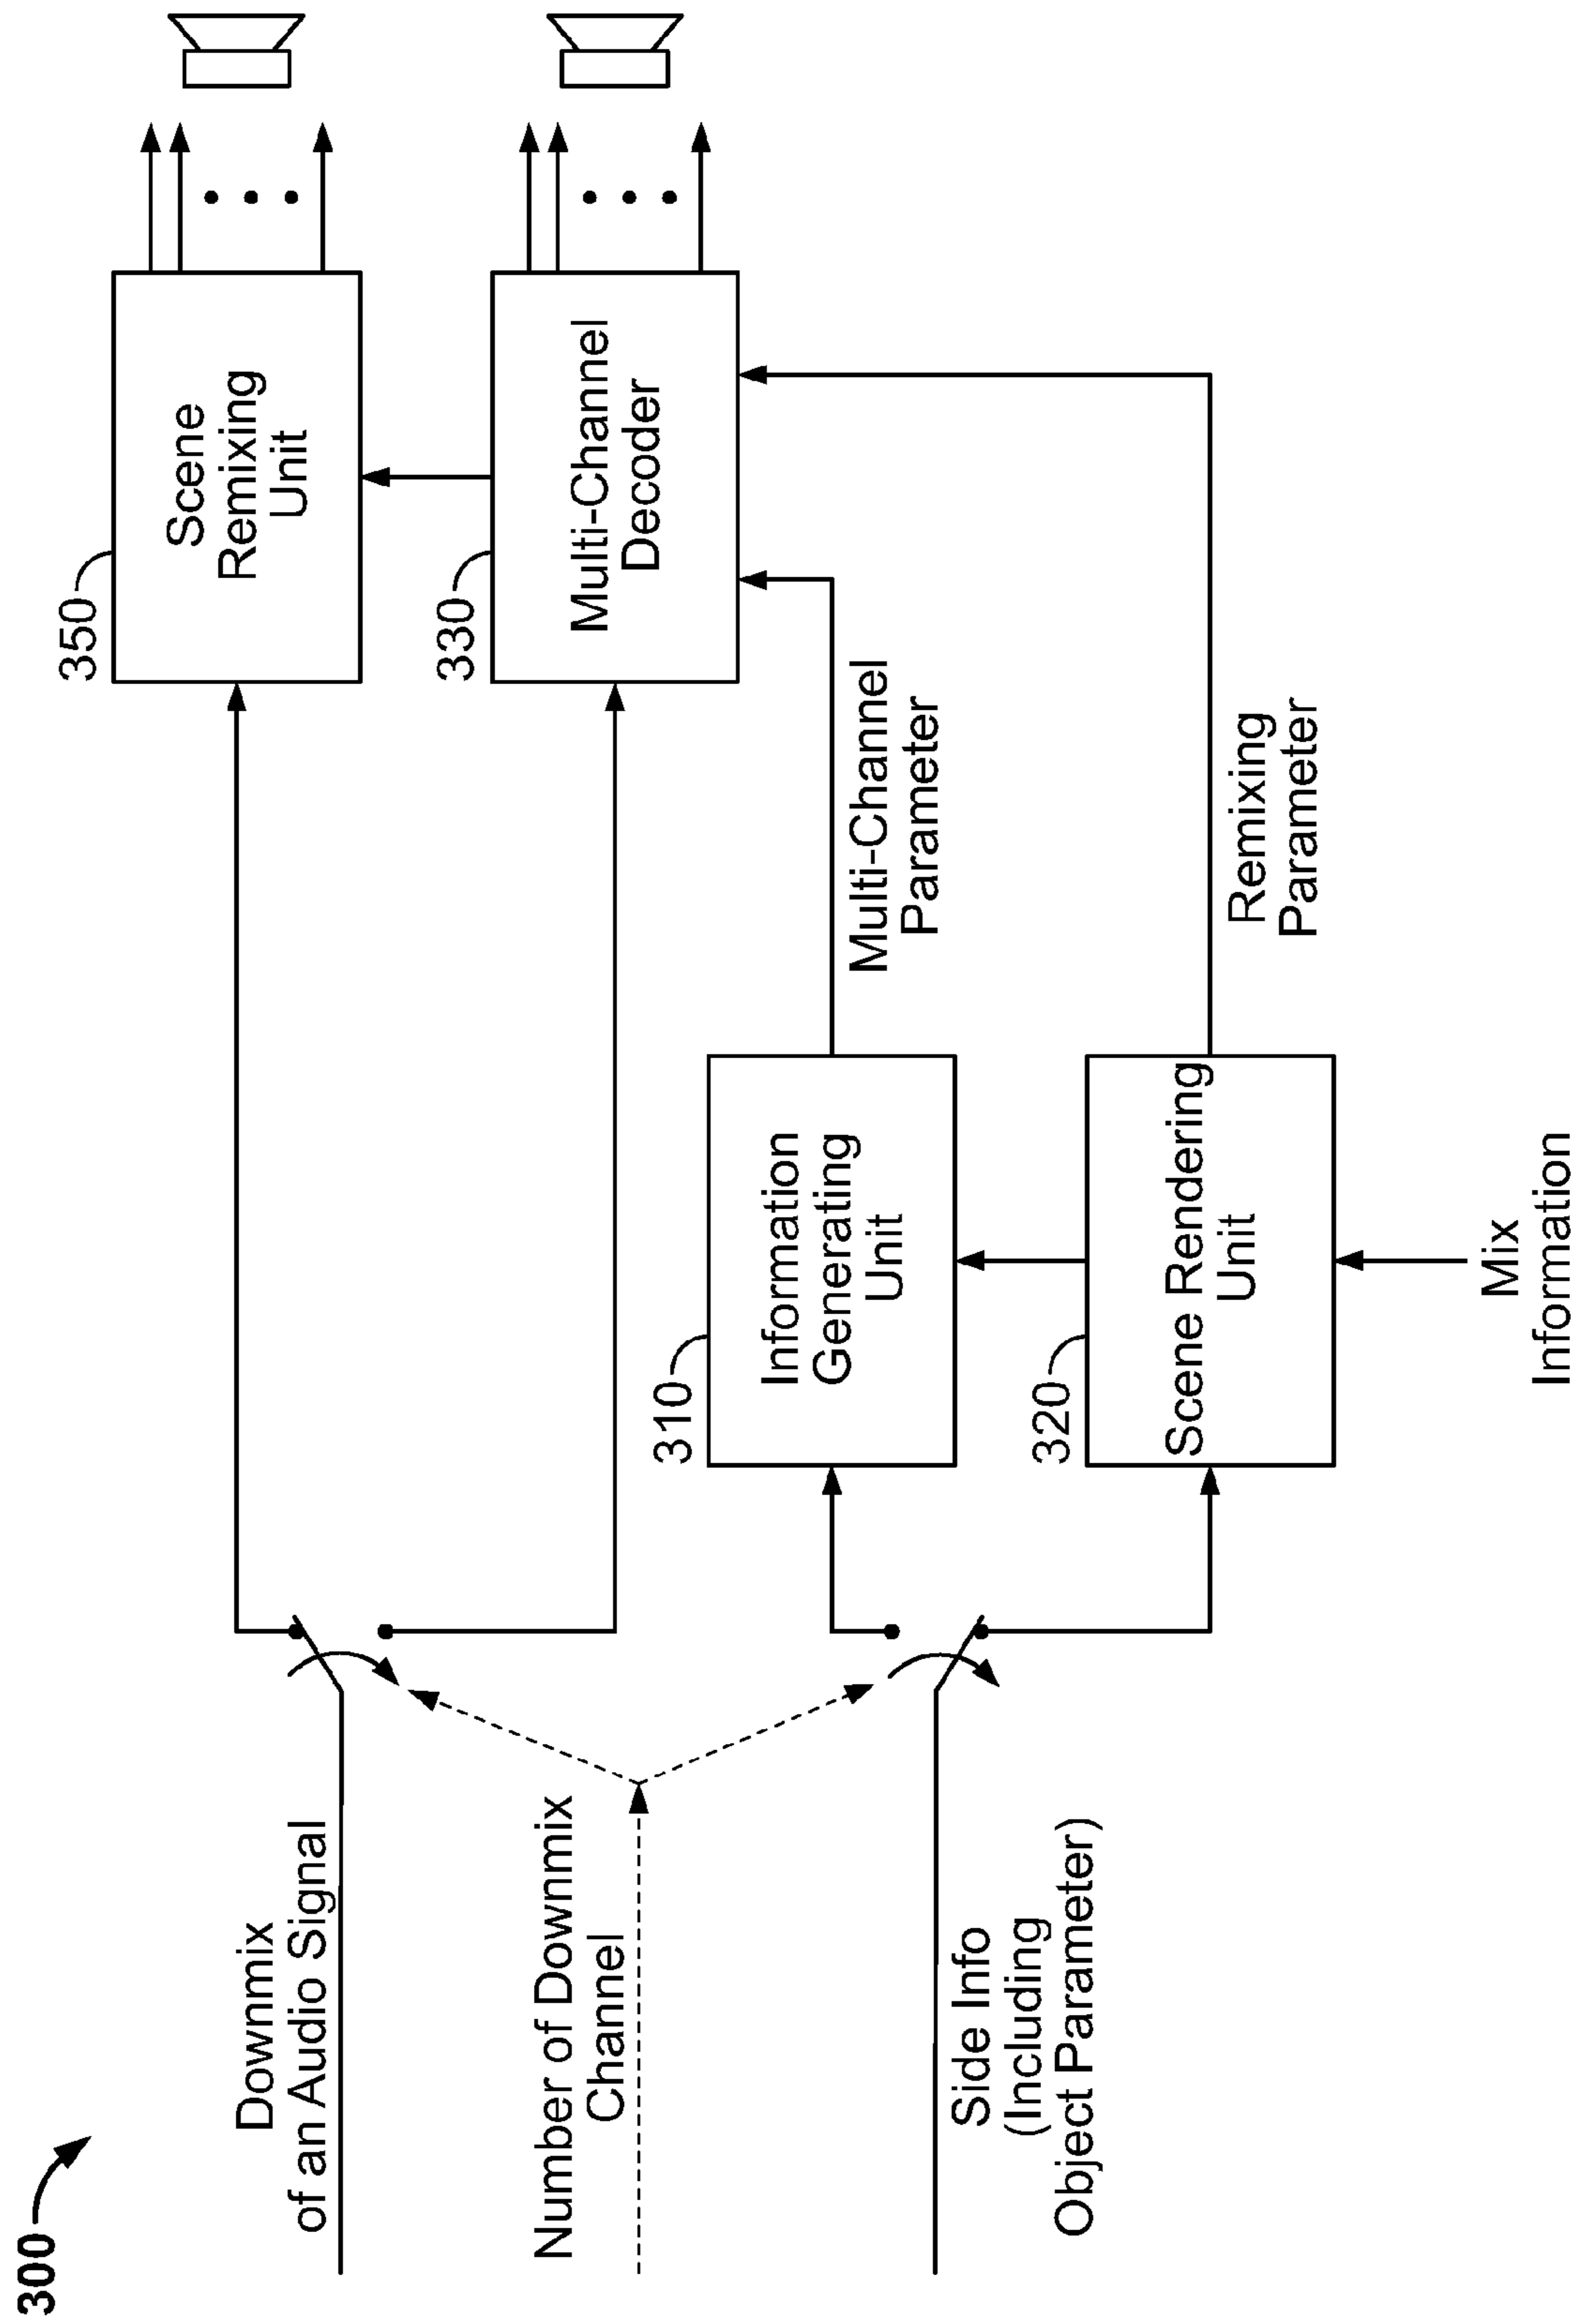 300
Downmix
of an Audio Signal
Number of Downmix
Channel
Side Info
(Including
Object Parameter)
350
Scene
Remixing
Unit
330
Multi-Channel
Decoder
310
Information
Generating
Unit
320
Scene Rendering
Unit
Multi-Channel
Parameter
Remixing
Parameter
Mix
Information